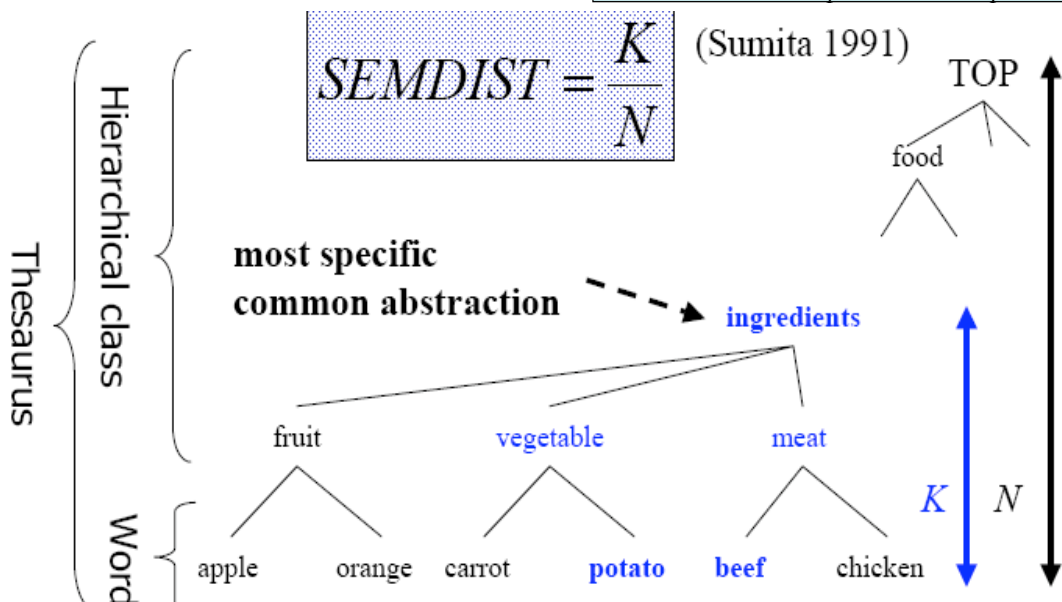 SEMDIST = K / N
(Sumita 1991)
TOP
food
Thesaurus
Hierarchical class
most specific
common abstraction
ingredients
fruit
vegetable
meat
K
N
Word
apple
orange
carrot
potato
beef
chicken